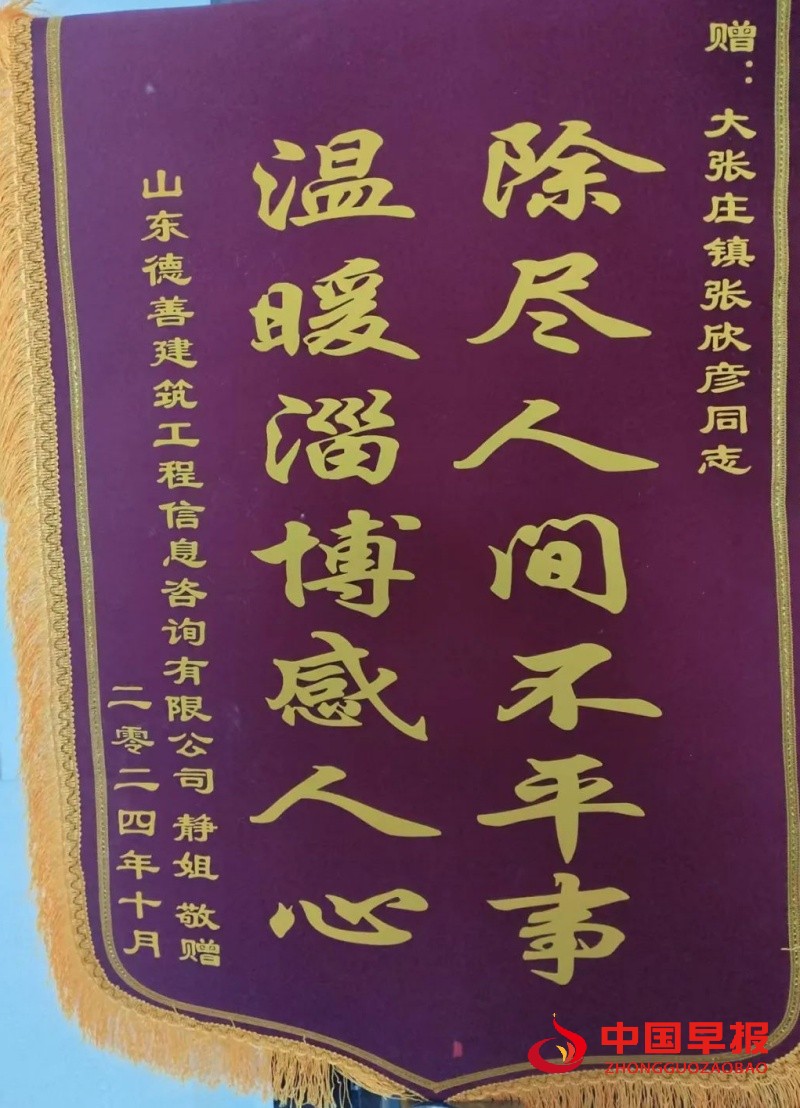 赠：大张庄镇张欣彦同志
除尽人间不平事
温暖淄博感人心
山东德善建筑工程信息咨询有限公司 静姐 敬赠
二零二四年十月
中国早报
ZHONGGUOZAOBAO